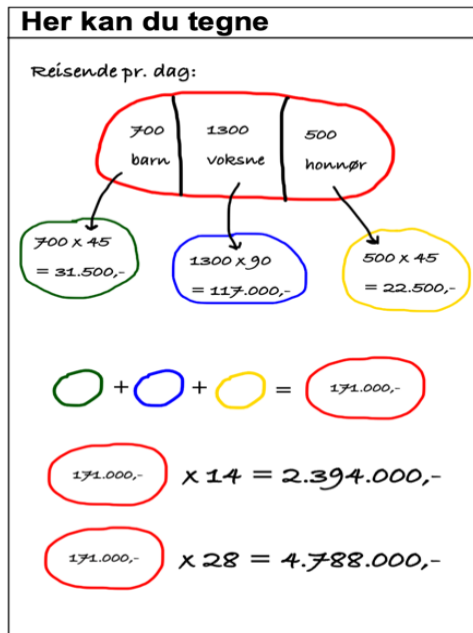 Her kan du tegne
Reisende pr. dag:
700 1300 500
barn voksne honnør
700 x 45
= 31.500,-
1300 x 90
= 117.000,-
500 x 45
= 22.500,-
+ + = 171.000,-
171.000,- x 14 = 2.394.000,-
171.000,- x 28 = 4.788.000,-